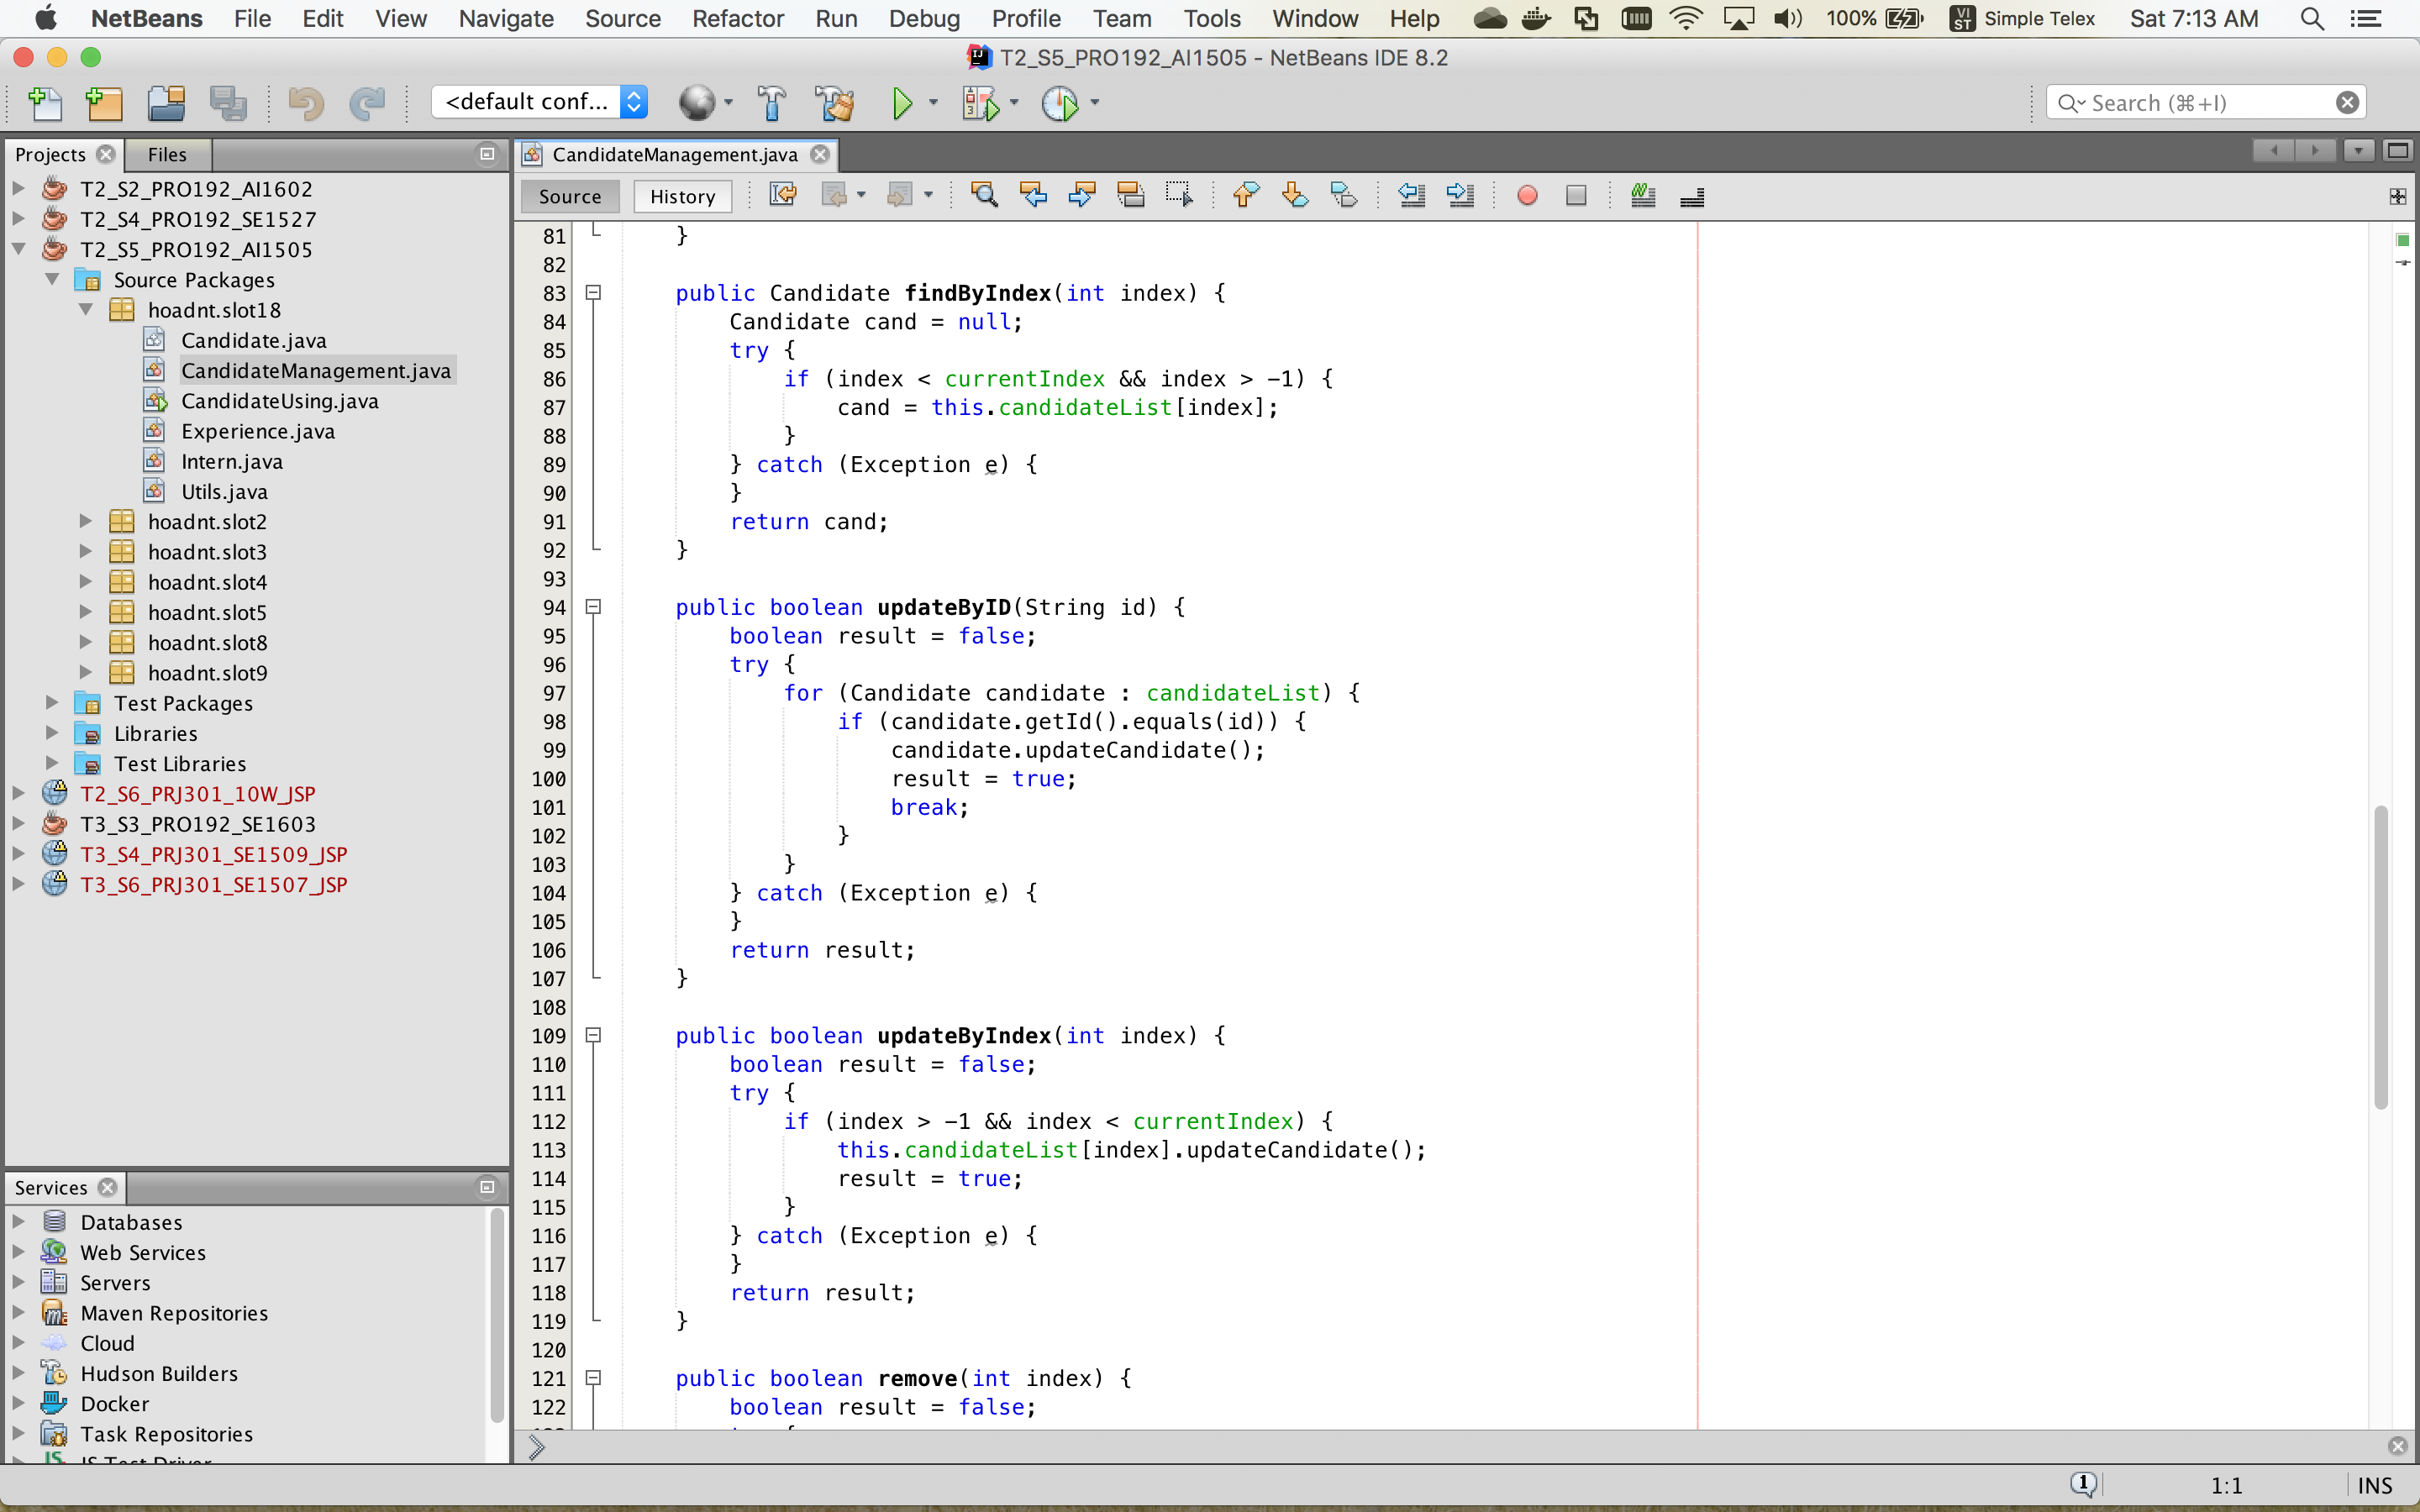 NetBeans File Edit View Navigate Source Refactor Run Debug Profile Team Tools Window Help 100% VI ST Simple Telex Sat 7:13 AM
T2_S5_PRO192_AI1505 - NetBeans IDE 8.2
<default conf... Search (⌘+I)
Projects Files
T2_S2_PRO192_AI1602
T2_S4_PRO192_SE1527
T2_S5_PRO192_AI1505
Source Packages
hoadnt.slot18
Candidate.java
CandidateManagement.java
CandidateUsing.java
Experience.java
Intern.java
Utils.java
hoadnt.slot2
hoadnt.slot3
hoadnt.slot4
hoadnt.slot5
hoadnt.slot8
hoadnt.slot9
Test Packages
Libraries
Test Libraries
T2_S6_PRJ301_10W_JSP
T3_S3_PRO192_SE1603
T3_S4_PRJ301_SE1509_JSP
T3_S6_PRJ301_SE1507_JSP
Services
Databases
Web Services
Servers
Maven Repositories
Cloud
Hudson Builders
Docker
Task Repositories
JS Test Driver
CandidateManagement.java
Source History
81 }
82
83 public Candidate findByIndex(int index) {
84 Candidate cand = null;
85 try {
86 if (index < currentIndex && index > -1) {
87 cand = this.candidateList[index];
88 }
89 } catch (Exception e) {
90 }
91 return cand;
92 }
93
94 public boolean updateByID(String id) {
95 boolean result = false;
96 try {
97 for (Candidate candidate : candidateList) {
98 if (candidate.getId().equals(id)) {
99 candidate.updateCandidate();
100 result = true;
101 break;
102 }
103 }
104 } catch (Exception e) {
105 }
106 return result;
107 }
108
109 public boolean updateByIndex(int index) {
110 boolean result = false;
111 try {
112 if (index > -1 && index < currentIndex) {
113 this.candidateList[index].updateCandidate();
114 result = true;
115 }
116 } catch (Exception e) {
117 }
118 return result;
119 }
120
121 public boolean remove(int index) {
122 boolean result = false;
1 1:1 INS